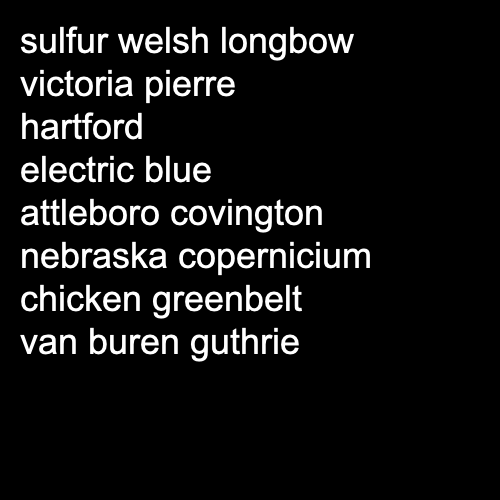 sulfur welsh longbow
victoria pierre
hartford
electric blue
attleboro covington
nebraska copernicium
chicken greenbelt
van buren guthrie